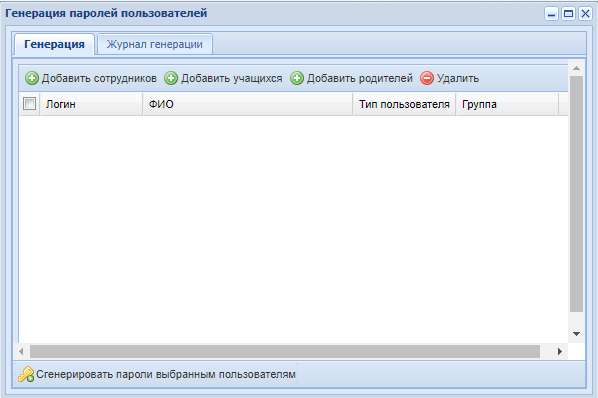 Генерация паролей пользователей
Генерация Журнал генерации
Добавить сотрудников Добавить учащихся Добавить родителей Удалить
Логин ФИО Тип пользователя Группа
Сгенерировать пароли выбранным пользователям